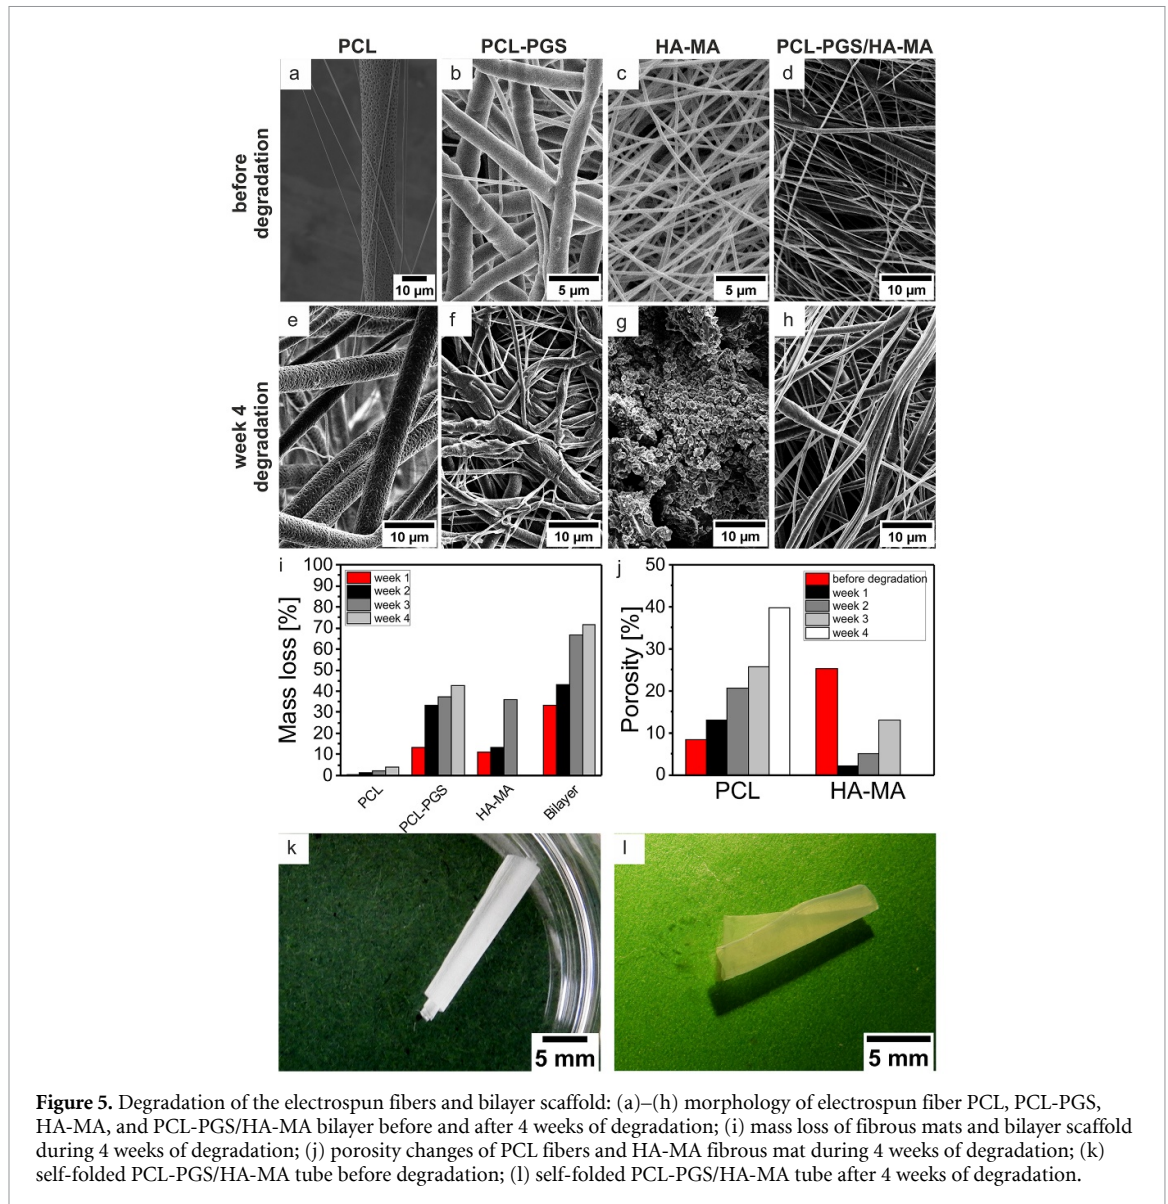 PCL PCL-PGS HA-MA PCL-PGS/HA-MA
before
degradation
a b c d
10 µm 5 µm 5 µm 10 µm
week 4
degradation
e f g h
10 µm 10 µm 10 µm 10 µm
i
Mass loss [%]
100
90
80
70
60
50
40
30
20
10
0
week 1
week 2
week 3
week 4
PCL PCL-PGS HA-MA Bilayer
j
Porosity [%]
50
40
30
20
10
0
before degradation
week 1
week 2
week 3
week 4
PCL HA-MA
k l
5 mm 5 mm
Figure 5. Degradation of the electrospun fibers and bilayer scaffold: (a)–(h) morphology of electrospun fiber PCL, PCL-PGS,
HA-MA, and PCL-PGS/HA-MA bilayer before and after 4 weeks of degradation; (i) mass loss of fibrous mats and bilayer scaffold
during 4 weeks of degradation; (j) porosity changes of PCL fibers and HA-MA fibrous mat during 4 weeks of degradation; (k)
self-folded PCL-PGS/HA-MA tube before degradation; (l) self-folded PCL-PGS/HA-MA tube after 4 weeks of degradation.